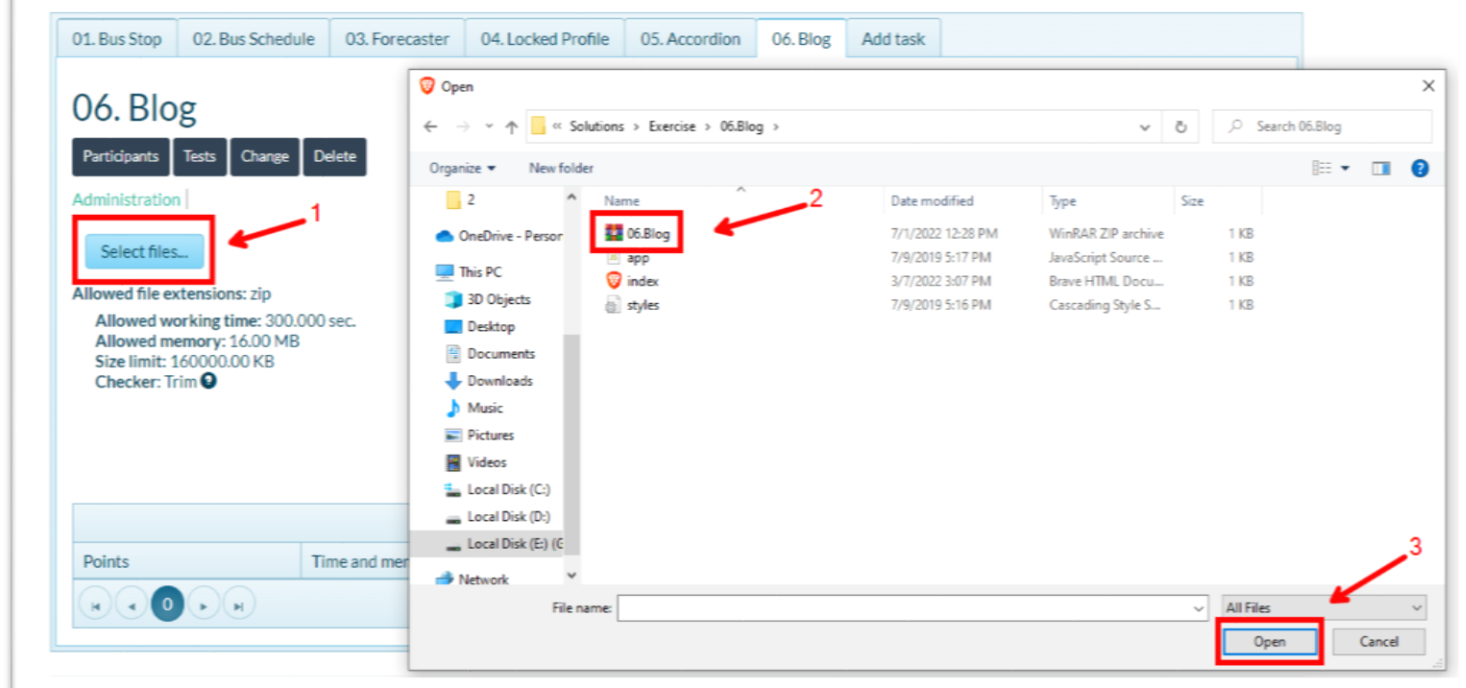 01. Bus Stop 02. Bus Schedule 03. Forecaster 04. Locked Profile 05. Accordion 06. Blog Add task
06. Blog
Participants Tests Change Delete
Administration
1
Select files...
Allowed file extensions: zip
Allowed working time: 300.000 sec.
Allowed memory: 16.00 MB
Size limit: 160000.00 KB
Checker: Trim ?
Points Time and mem
0
Open
« Solutions > Exercise > 06.Blog >
Search 06.Blog
Organize New folder
?
2
OneDrive - Person
This PC
3D Objects
Desktop
Documents
Downloads
Music
Pictures
Videos
Local Disk (C:)
Local Disk (D:)
Local Disk (E:) (G
Network
Name Date modified Type Size
2
06.Blog 7/1/2022 12:28 PM WinRAR ZIP archive 1 KB
app 7/9/2019 5:17 PM JavaScript Source ... 1 KB
index 3/7/2022 3:07 PM Brave HTML Docu... 1 KB
styles 7/9/2019 5:16 PM Cascading Style S... 1 KB
3
File name: All Files
Open Cancel